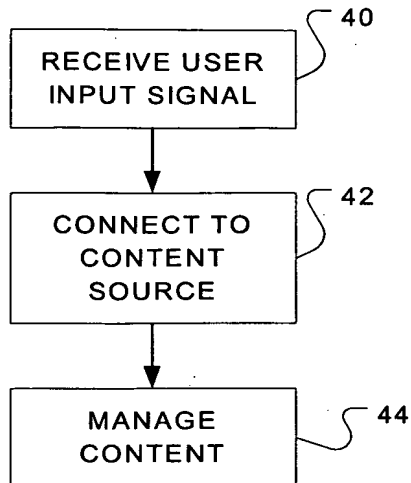 40
RECEIVE USER
INPUT SIGNAL
42
CONNECT TO
CONTENT
SOURCE
MANAGE
CONTENT
44